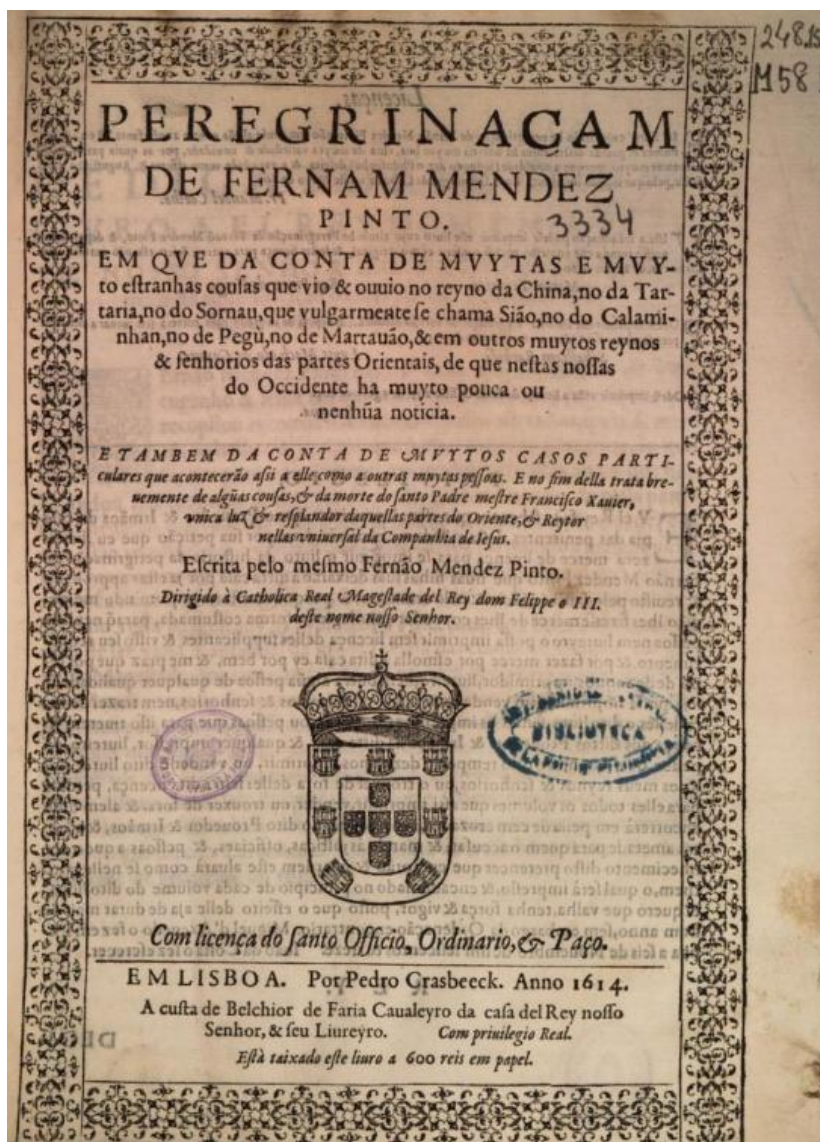 248.15
M58
PEREGRINAÇAM
DE FERNAM MENDEZ
PINTO.
3334
EM QVE DA CONTA DE MVYTAS E MVY-
to eſtranhas couſas que vio & ouuio no reyno da China, no da Tar-
taria, no do Sornau, que vulgarmente ſe chama Sião, no do Calami-
nhan, no de Pegù, no de Martauão, & em outros muytos reynos
& ſenhorios das partes Orientais, de que neſtas noſſas
do Occidente ha muyto pouca ou
nenhũa noticia.
E TAMBEM DA CONTA DE MVYTOS CASOS PARTI-
culares que acontecerão aſsi a elle como a outras muytas peſſoas. E no fim della trata bre-
uemente de algũas couſas, & da morte do ſanto Padre meſtre Franciſco Xauier,
vnica luz & reſplandor daquellas partes do Oriente, & Reytor
nellas vniuerſal da Companhia de Ieſus.
Eſcrita pelo meſmo Fernão Mendez Pinto.
Dirigido à Catholica Real Mageſtade del Rey dom Felippe o III.
deſte nome noſſo Senhor.
BIBLIOTECA
Com licença do ſanto Officio, Ordinario, & Paço.
EM LISBOA. Por Pedro Crasbeeck. Anno 1614.
A cuſta de Belchior de Faria Caualeyro da caſa del Rey noſſo
Senhor, & ſeu Liureyro. Com priuilegio Real.
Eſtà taixado eſte liuro a 600 reis em papel.